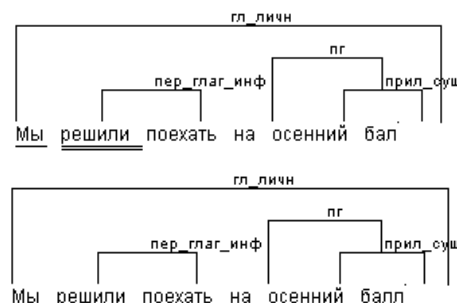 гл_личн
пг
пер_глаг_инф прил_сущ
Мы решили поехать на осенний бал
гл_личн
пг
пер_глаг_инф прил_сущ
Мы решили поехать на осенний балл